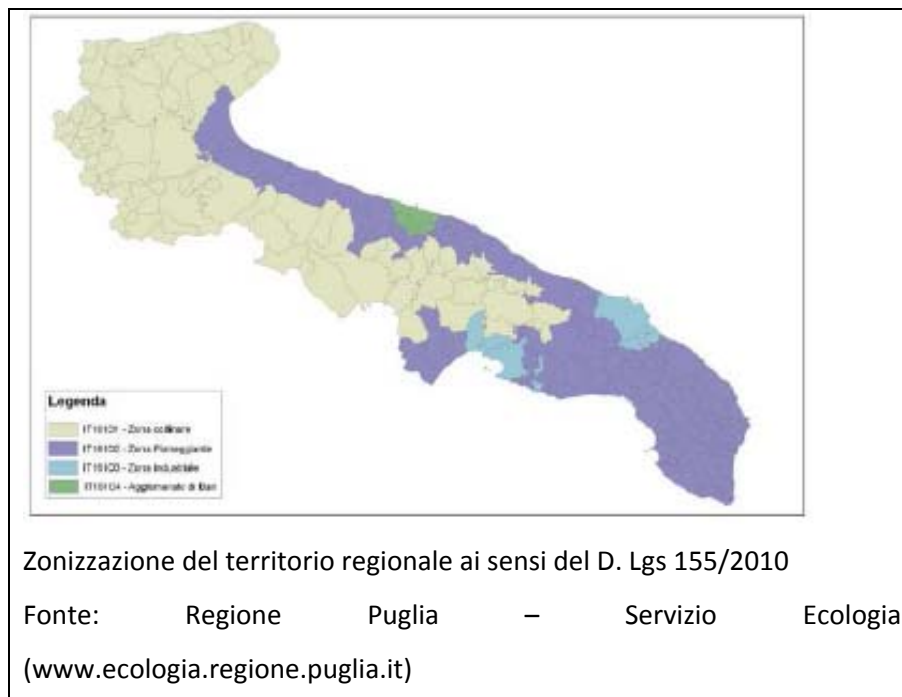 Legenda
IT16101 - Zona collinare
IT16102 - Zona Pianeggiante
IT16103 - Zona Industriale
IT16104 - Agglomerato di Bari
Zonizzazione del territorio regionale ai sensi del D. Lgs 155/2010
Fonte: Regione Puglia – Servizio Ecologia
(www.ecologia.regione.puglia.it)